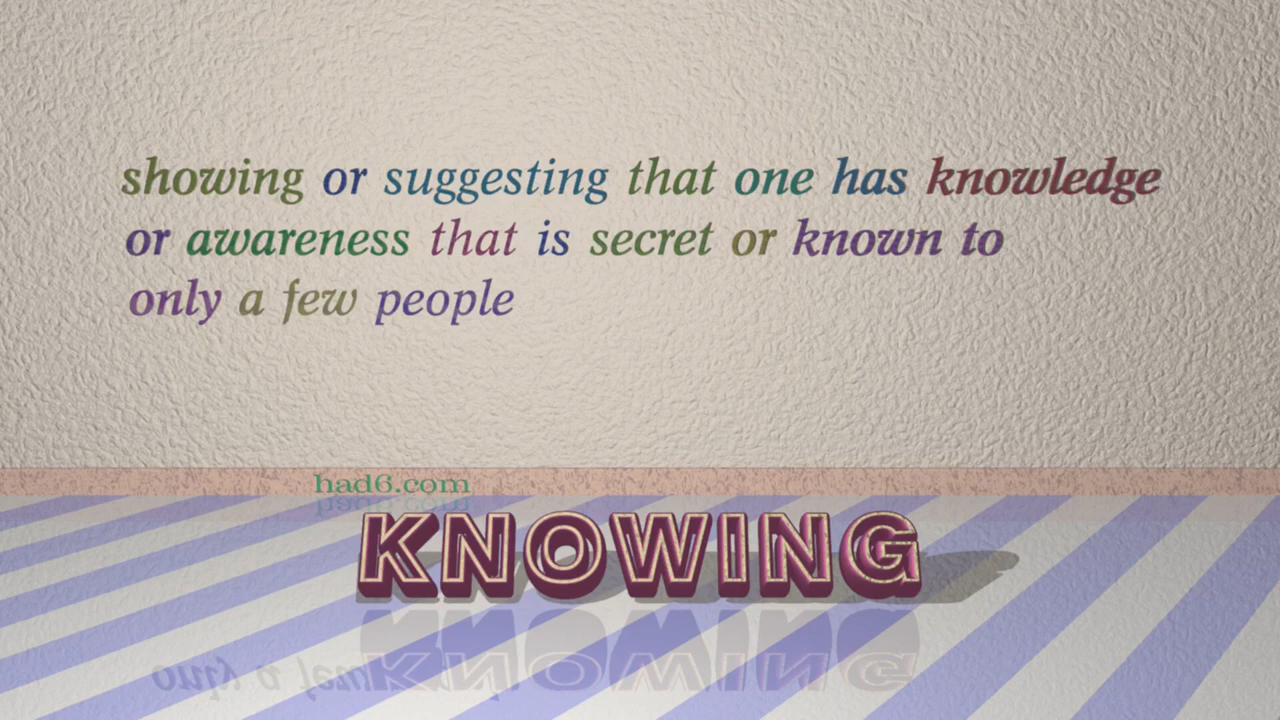 showing or suggesting that one has knowledge
or awareness that is secret or known to
only a few people
had6.com
KNOWING